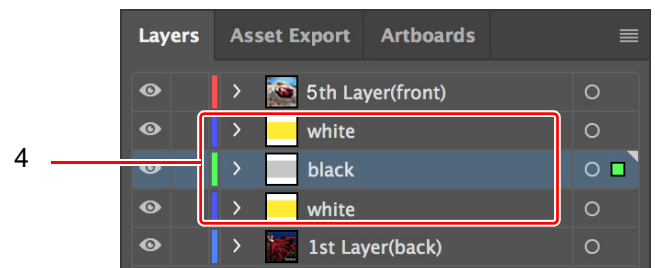 Layers Asset Export Artboards
5th Layer(front)
white
4
black
white
1st Layer(back)